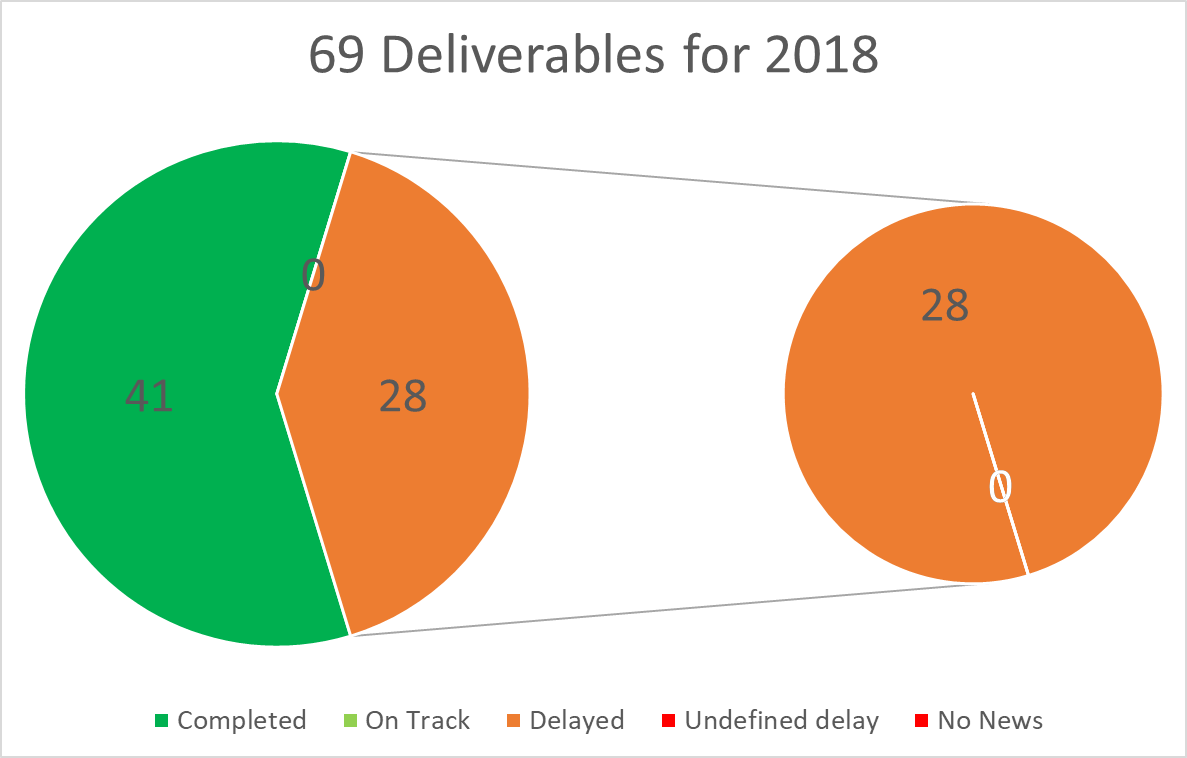 69 Deliverables for 2018
0
28
41
28
0
Completed
On Track
Delayed
Undefined delay
No News